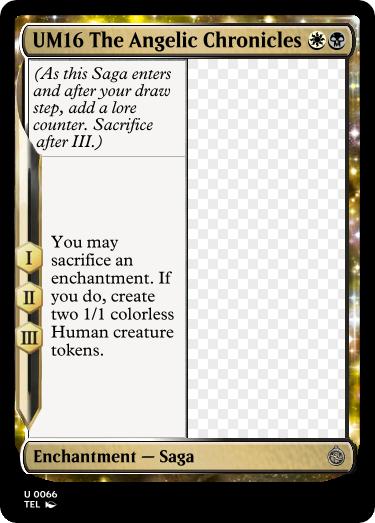 UM16 The Angelic Chronicles
(As this Saga enters
and after your draw
step, add a lore
counter. Sacrifice
after III.)
I
II
III
You may
sacrifice an
enchantment. If
you do, create
two 1/1 colorless
Human creature
tokens.
Enchantment — Saga
U 0066
TEL